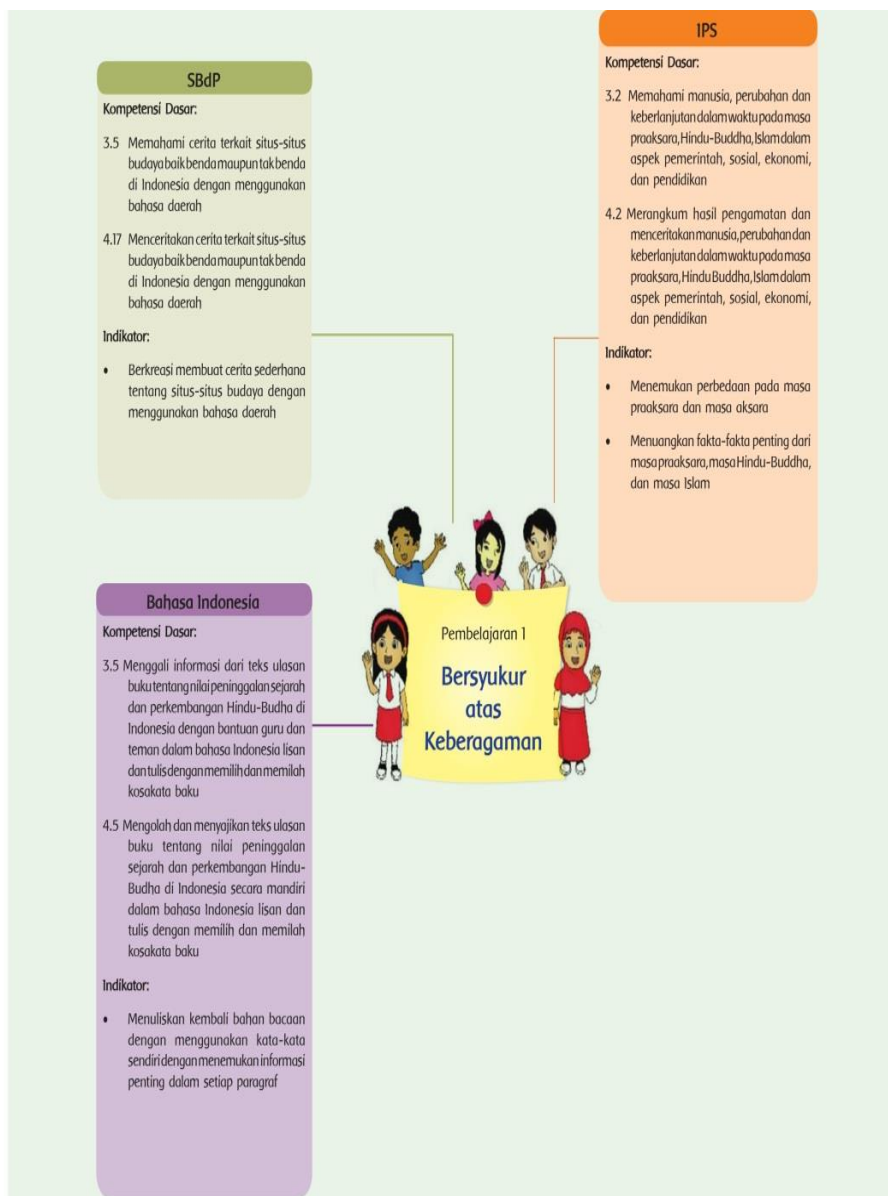 SBdP
Kompetensi Dasar:
3.5 Memahami cerita terkait situs-situs
budaya baik benda maupun tak benda
di Indonesia dengan menggunakan
bahasa daerah
4.17 Menceritakan cerita terkait situs-situs
budaya baik benda maupun tak benda
di Indonesia dengan menggunakan
bahasa daerah
Indikator:
• Berkreasi membuat cerita sederhana
tentang situs-situs budaya dengan
menggunakan bahasa daerah
IPS
Kompetensi Dasar:
3.2 Memahami manusia, perubahan dan
keberlanjutan dalam waktu pada masa
praaksara, Hindu-Buddha, Islam dalam
aspek pemerintah, sosial, ekonomi,
dan pendidikan
4.2 Merangkum hasil pengamatan dan
menceritakan manusia, perubahan dan
keberlanjutan dalam waktu pada masa
praaksara, Hindu Buddha, Islam dalam
aspek pemerintah, sosial, ekonomi,
dan pendidikan
Indikator:
• Menemukan perbedaan pada masa
praaksara dan masa aksara
• Menuangkan fakta-fakta penting dari
masa praaksara, masa Hindu-Buddha,
dan masa Islam
Bahasa Indonesia
Kompetensi Dasar:
3.5 Menggali informasi dari teks ulasan
buku tentang nilai peninggalan sejarah
dan perkembangan Hindu-Budha di
Indonesia dengan bantuan guru dan
teman dalam bahasa Indonesia lisan
dan tulis dengan memilih dan memilah
kosakata baku
4.5 Mengolah dan menyajikan teks ulasan
buku tentang nilai peninggalan
sejarah dan perkembangan Hindu-
Budha di Indonesia secara mandiri
dalam bahasa Indonesia lisan dan
tulis dengan memilih dan memilah
kosakata baku
Indikator:
• Menuliskan kembali bahan bacaan
dengan menggunakan kata-kata
sendiri dengan menemukan informasi
penting dalam setiap paragraf
Pembelajaran 1
Bersyukur
atas
Keberagaman